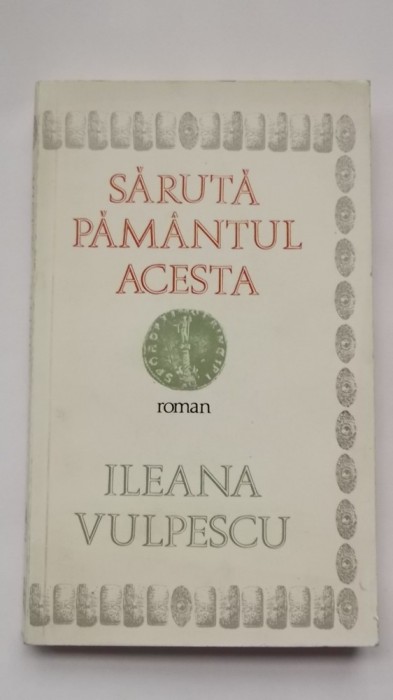 SĂRUTĂ
PĂMÂNTUL
ACESTA
roman
ILEANA
VULPESCU